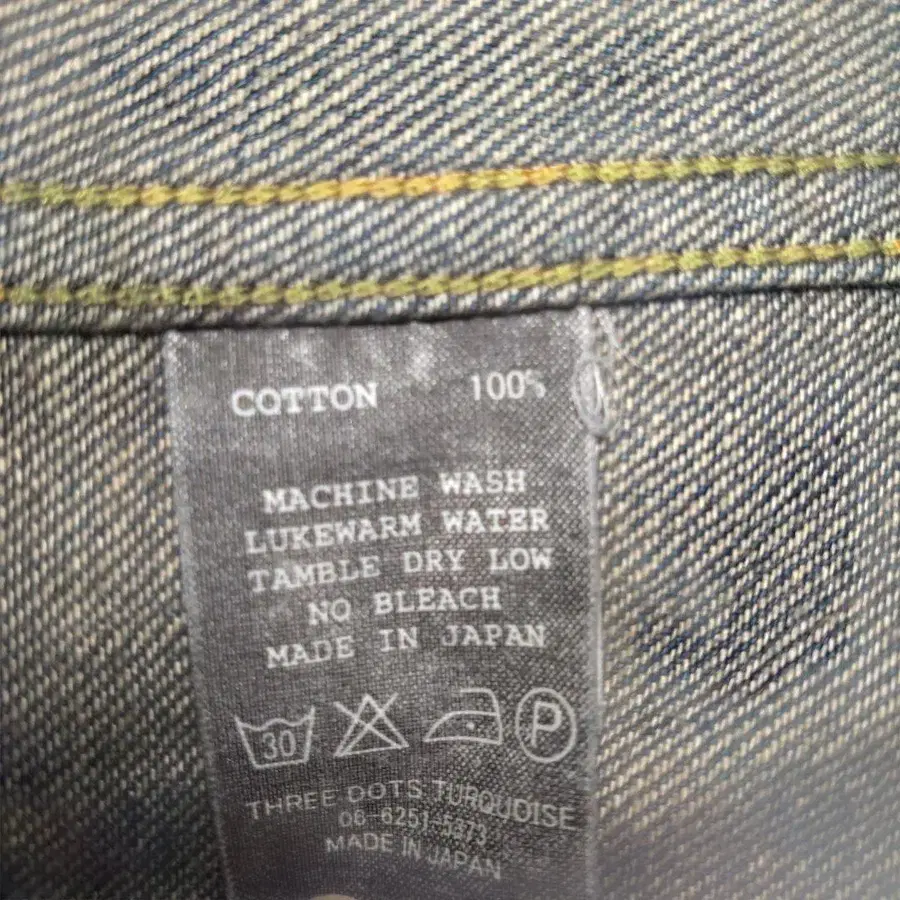 COTTON 100%
MACHINE WASH
LUKEWARM WATER
TAMBLE DRY LOW
NO BLEACH
MADE IN JAPAN
30
P
THREE DOTS TURQUOISE
06-6251-5373
MADE IN JAPAN